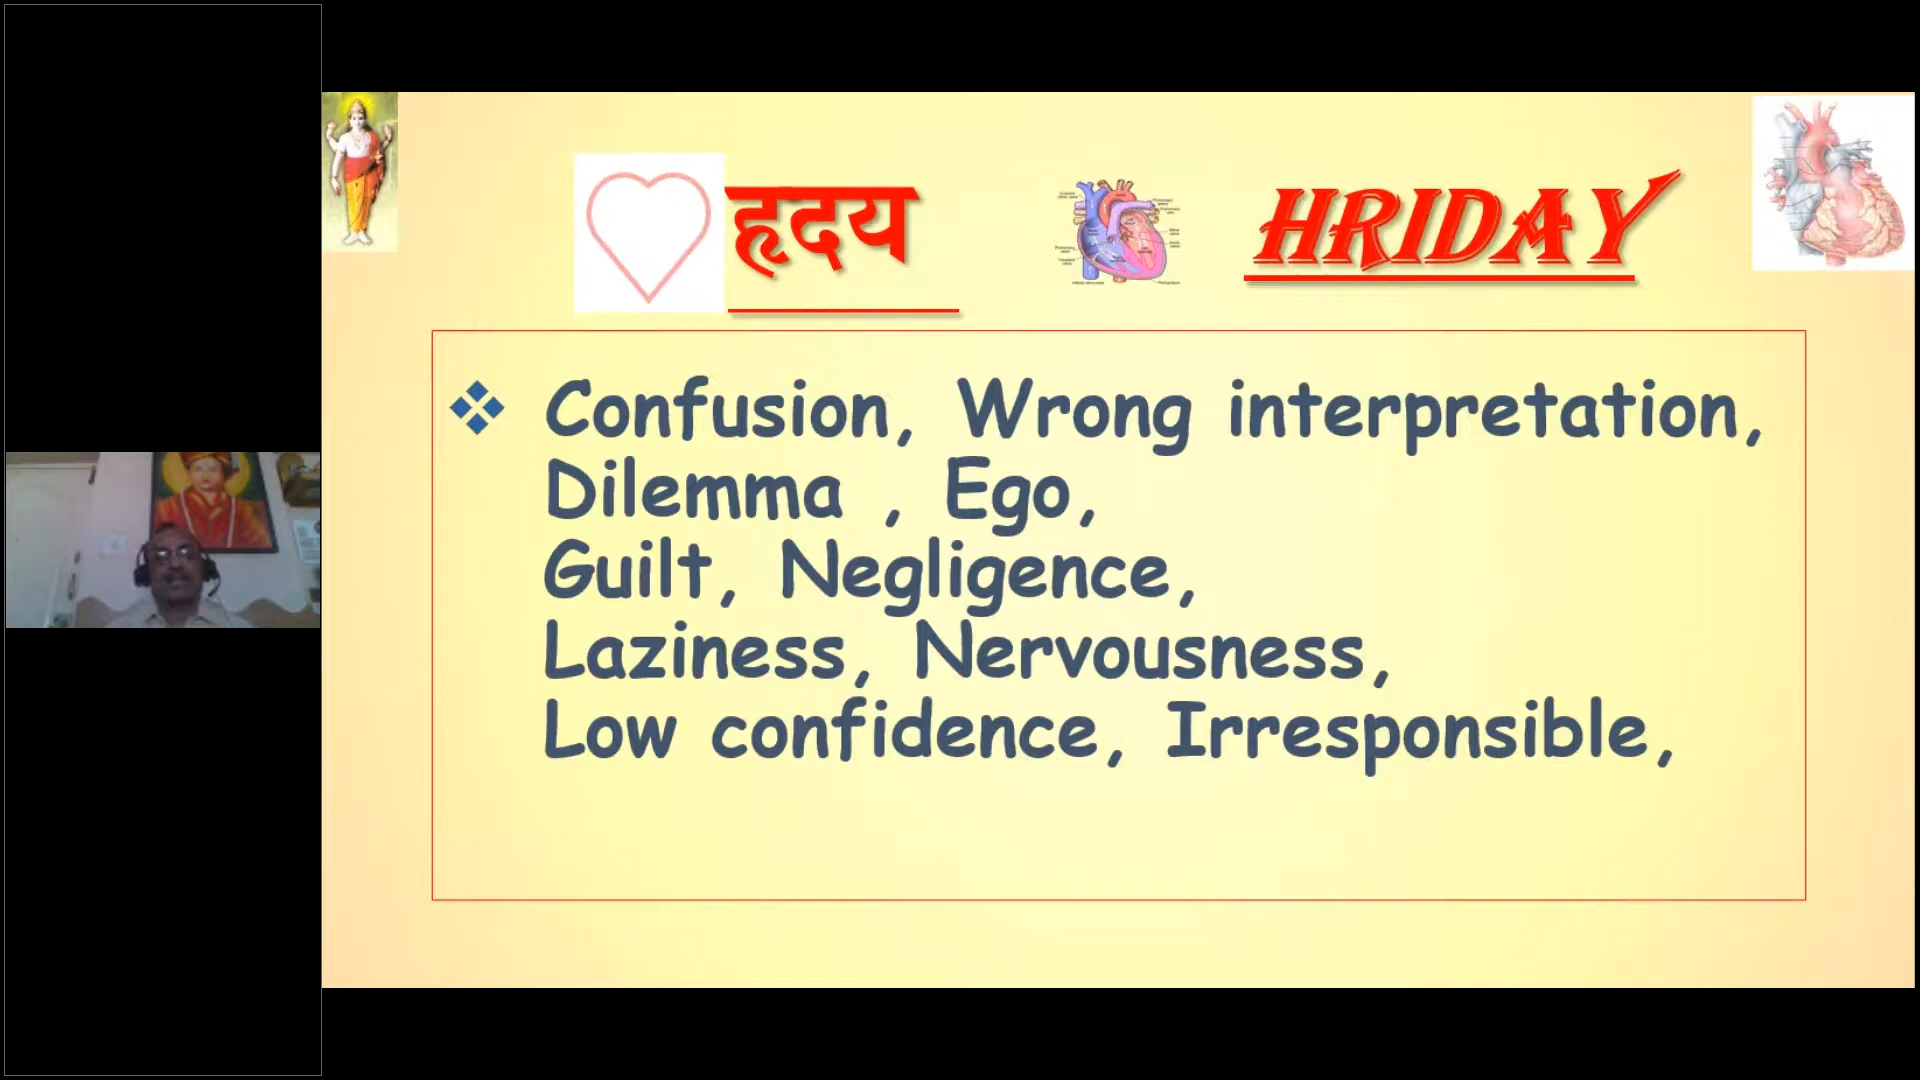 हृदय
HRIDAY
Confusion, Wrong interpretation,
Dilemma , Ego,
Guilt, Negligence,
Laziness, Nervousness,
Low confidence, Irresponsible,